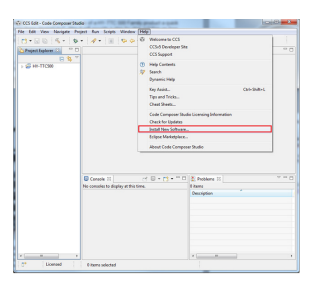 CCS Edit - Code Composer Studio
File Edit View Navigate Project Run Scripts Window Help
Welcome to CCS
CCSv5 Developer Site
CCS Support
Help Contents
Search
Dynamic Help
Key Assist... Ctrl+Shift+L
Tips and Tricks...
Cheat Sheets...
Code Composer Studio Licensing Information
Check for Updates
Install New Software...
Eclipse Marketplace...
About Code Composer Studio
Project Explorer
HY-TTC500
Console
No consoles to display at this time.
Problems
0 items
Description
Licensed
0 items selected